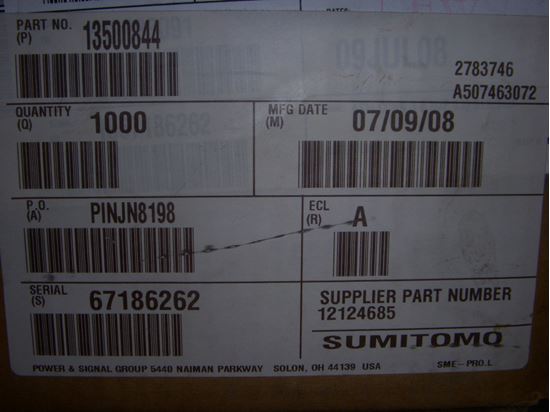 PART NO. 13500844
(P)
2783746
A507463072
QUANTITY 1000
(Q)
MFG DATE 07/09/08
(M)
P.O. PINJN8198
(A)
ECL A
(R)
SERIAL 67186262
(S)
SUPPLIER PART NUMBER
12124685
SUMITOMO
POWER & SIGNAL GROUP 5440 NAIMAN PARKWAY SOLON, OH 44139 USA SME-PRO.L
09JUL08
67186262